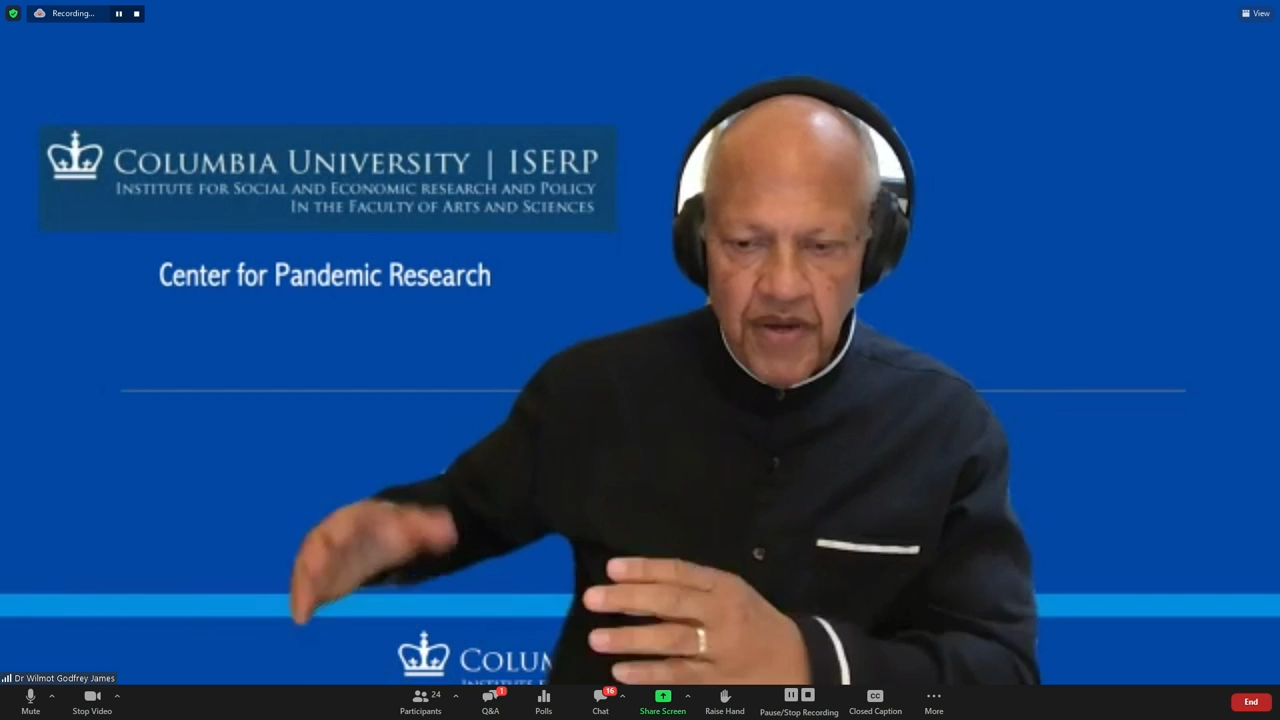 Recording...
View
COLUMBIA UNIVERSITY | ISERP
INSTITUTE FOR SOCIAL AND ECONOMIC RESEARCH AND POLICY
IN THE FACULTY OF ARTS AND SCIENCES
Center for Pandemic Research
COLUM
Dr Wilmot Godfrey James
Mute
Stop Video
24
Participants
1
Q&A
Polls
16
Chat
Share Screen
Raise Hand
Pause/Stop Recording
CC
Closed Caption
More
End